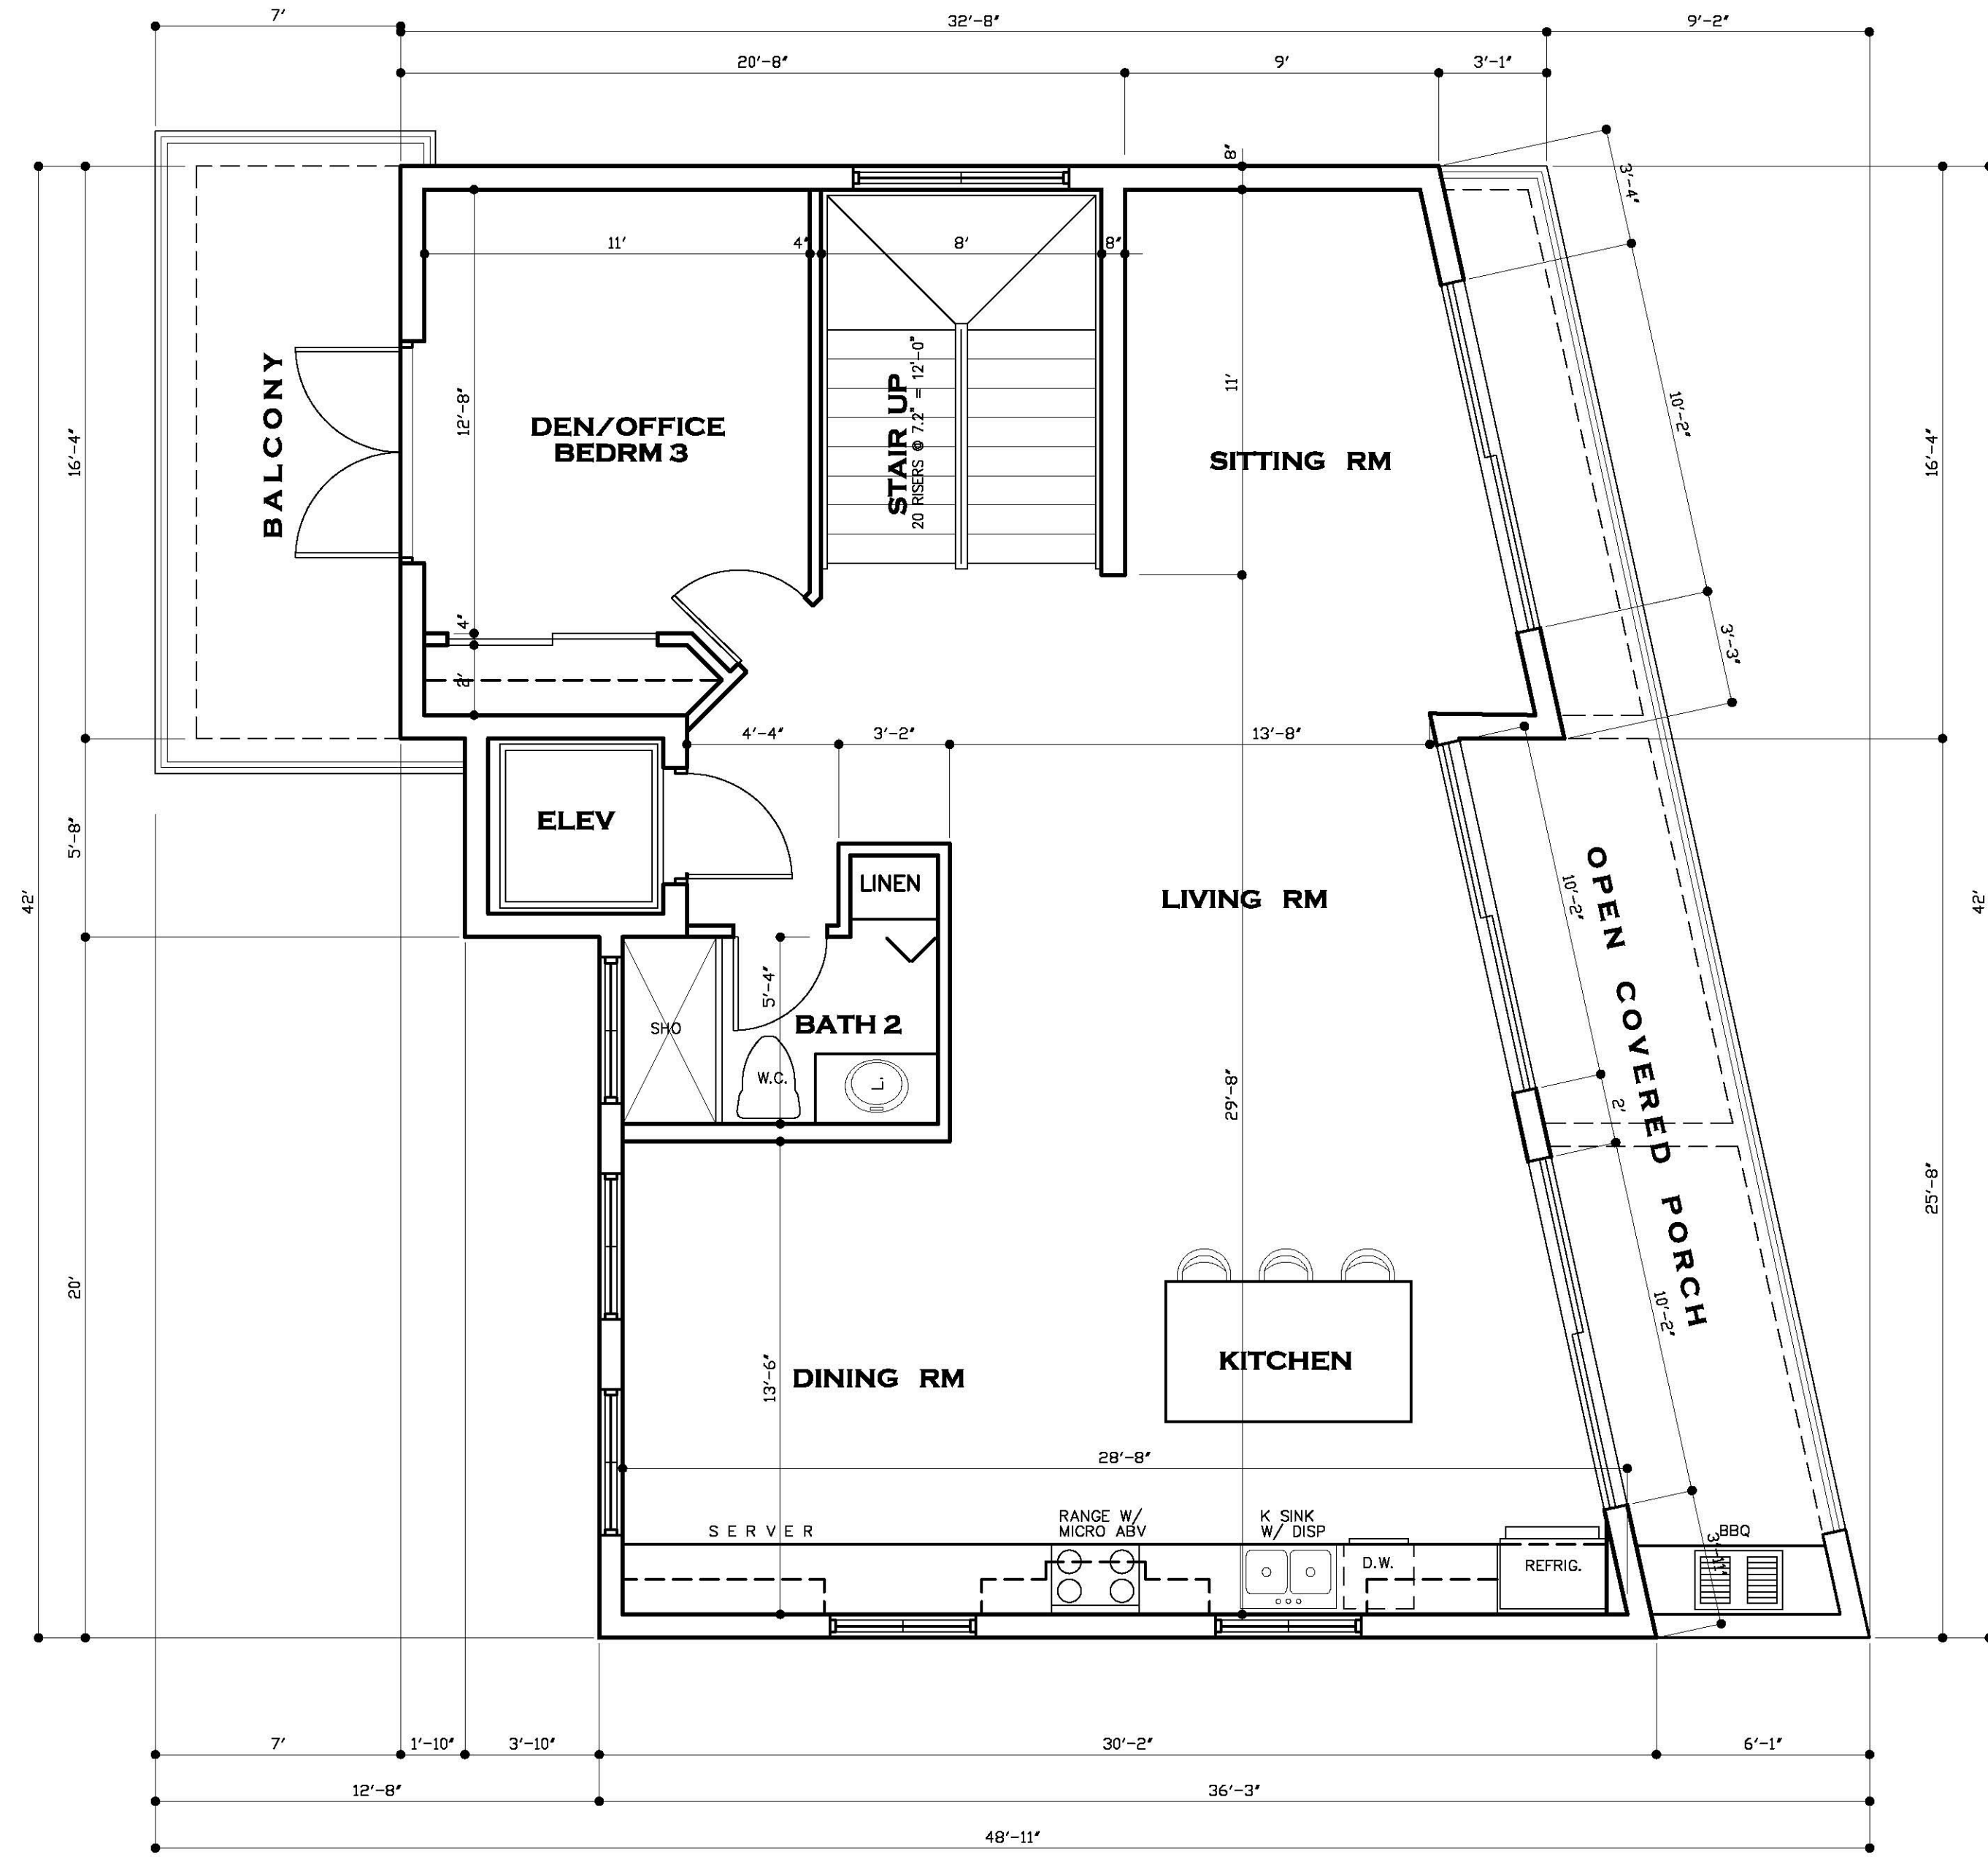 7'
32'-8"
9'-2"
20'-8"
9'
3'-1"
8"
3'-4"
11'
4"
8'
8"
BALCONY
12'-8"
DEN/OFFICE
BEDRM 3
STAIR UP
20 RISERS @ 7.2" = 12'-0"
11'
SITTING RM
10'-2"
16'-4"
16'-4"
4"
2'
3'-3"
4'-4"
3'-2"
13'-8"
5'-8"
ELEV
LINEN
LIVING RM
10'-2"
OPEN COVERED PORCH
42'
42'
5'-4"
SHO
BATH 2
W.C.
29'-8"
2'
25'-8"
20'
13'-6"
DINING RM
KITCHEN
10'-2"
28'-8"
SERVER
RANGE W/
MICRO ABV
K SINK
W/ DISP
D.W.
REFRIG.
BBQ
3'-11"
7'
1'-10"
3'-10"
30'-2"
6'-1"
12'-8"
36'-3"
48'-11"